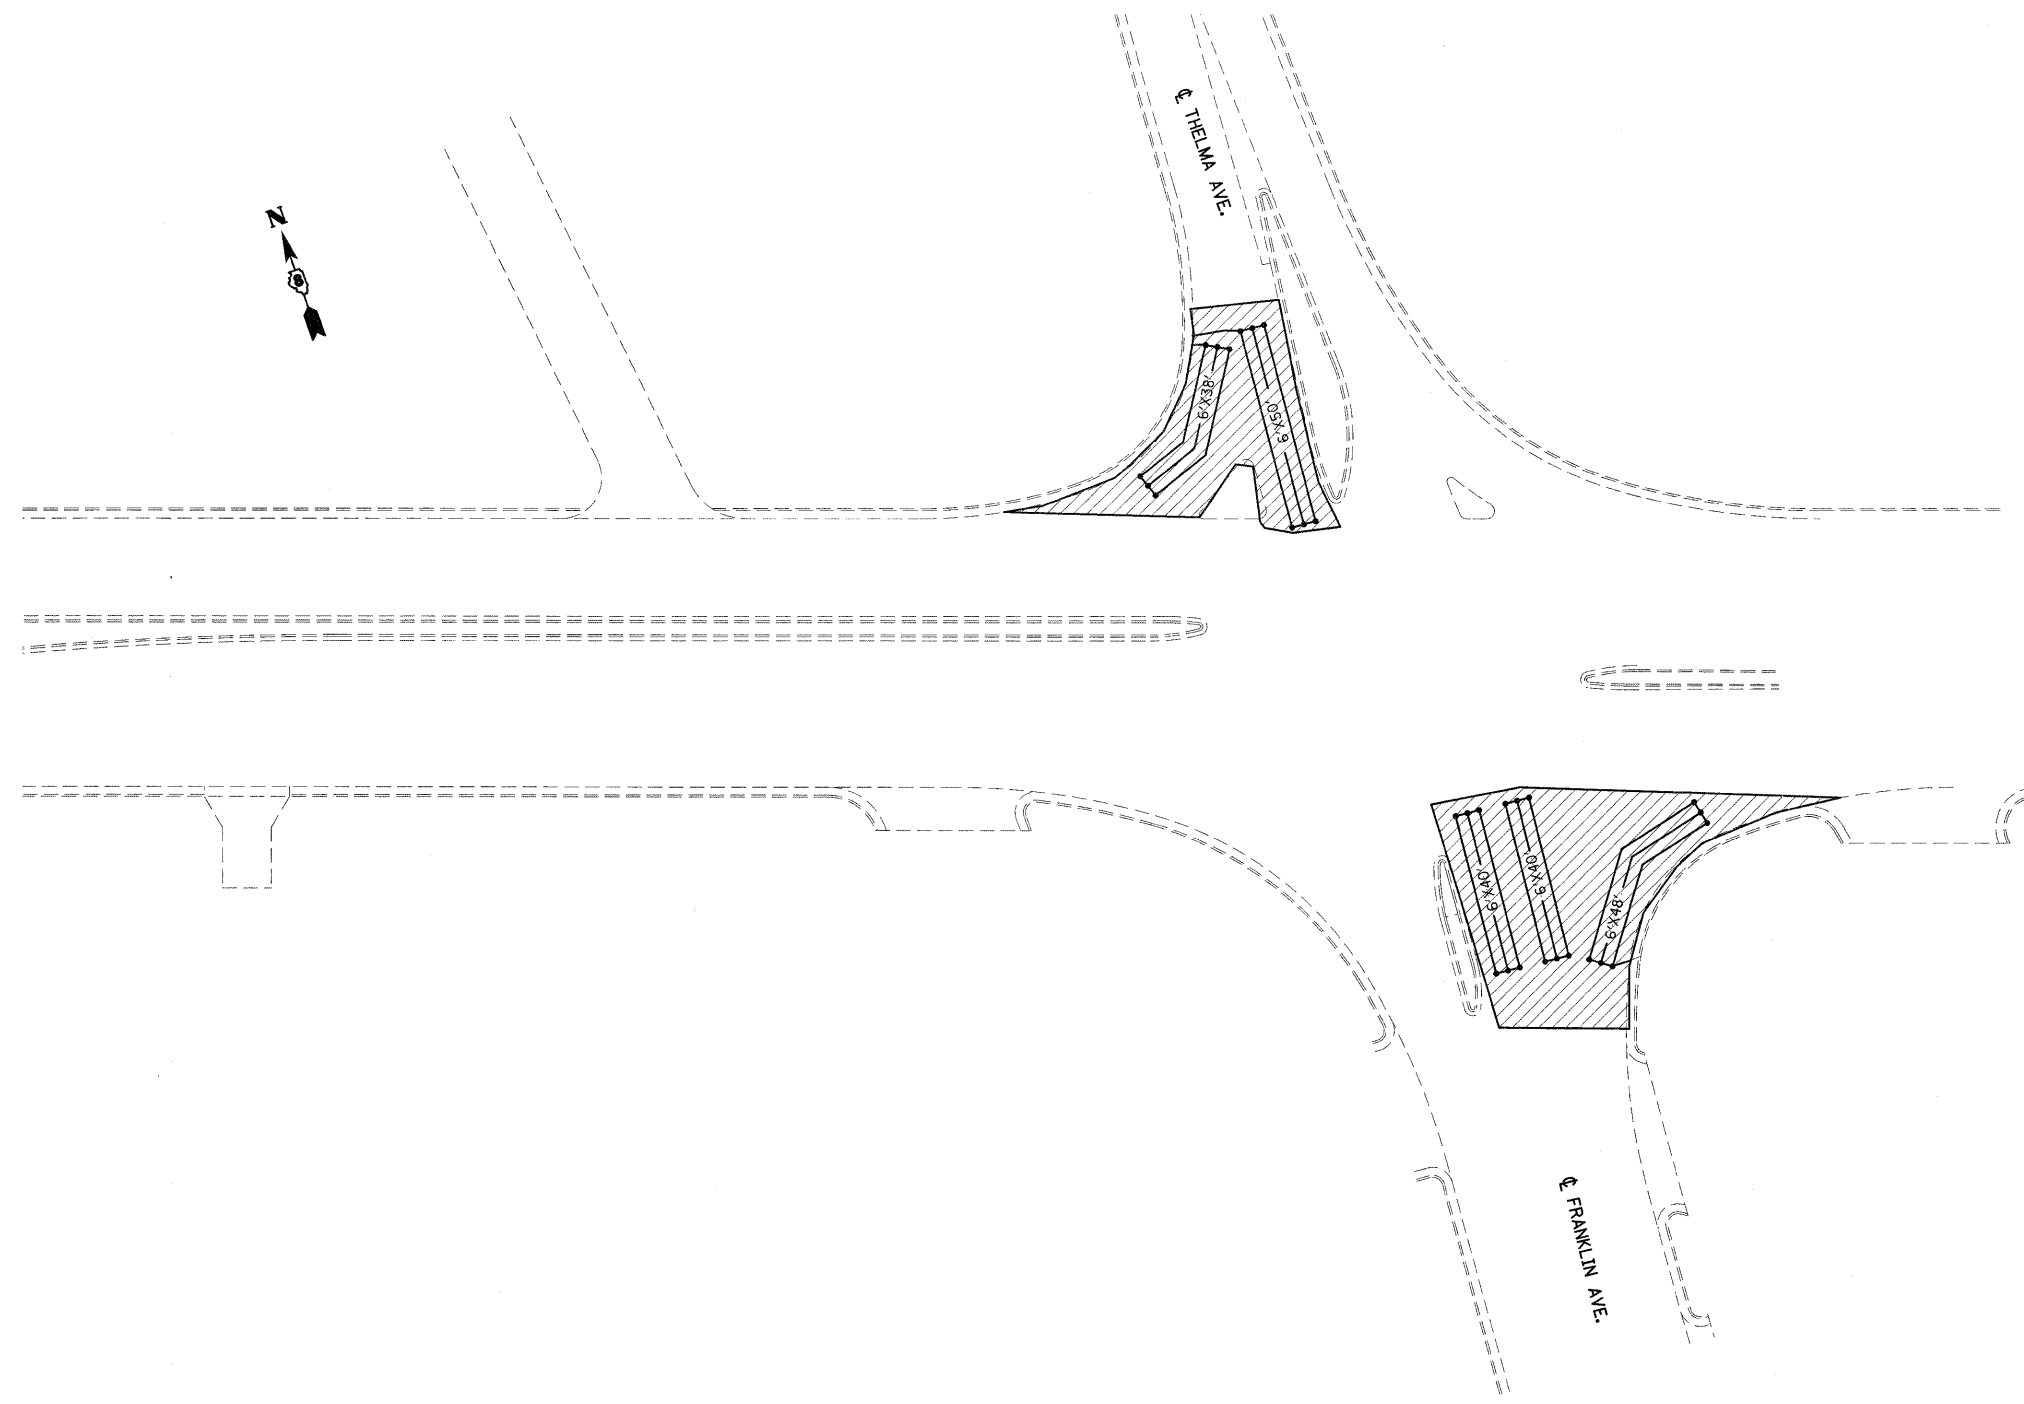 ℄ THELMA AVE.
N
S
6'X38'
6'X50'
6'X40'
6'X40'
6'X48'
℄ FRANKLIN AVE.